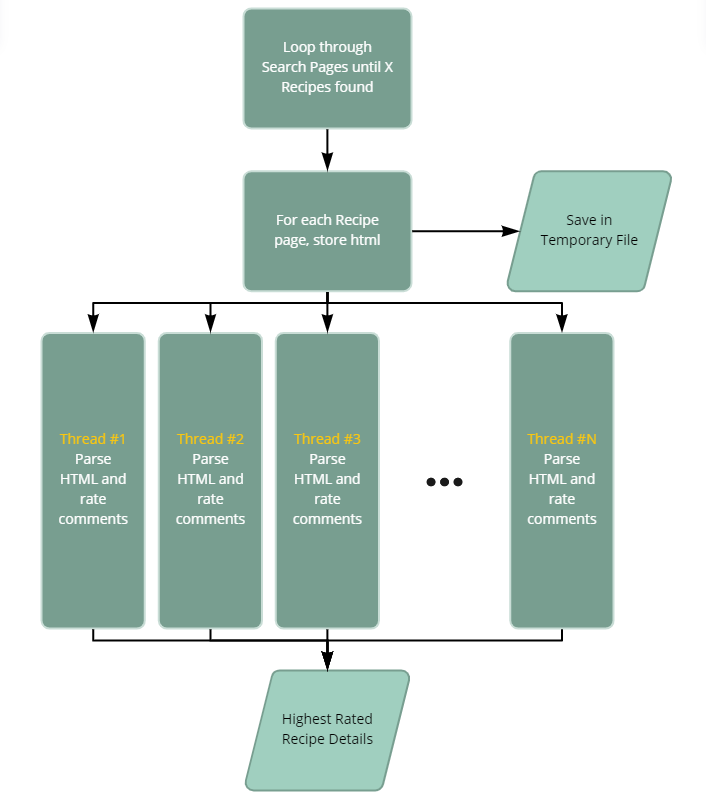 Loop through
Search Pages until X
Recipes found
For each Recipe
page, store html
Save in
Temporary File
Thread #1
Parse
HTML and
rate
comments
Thread #2
Parse
HTML and
rate
comments
Thread #3
Parse
HTML and
rate
comments
Thread #N
Parse
HTML and
rate
comments
Highest Rated
Recipe Details